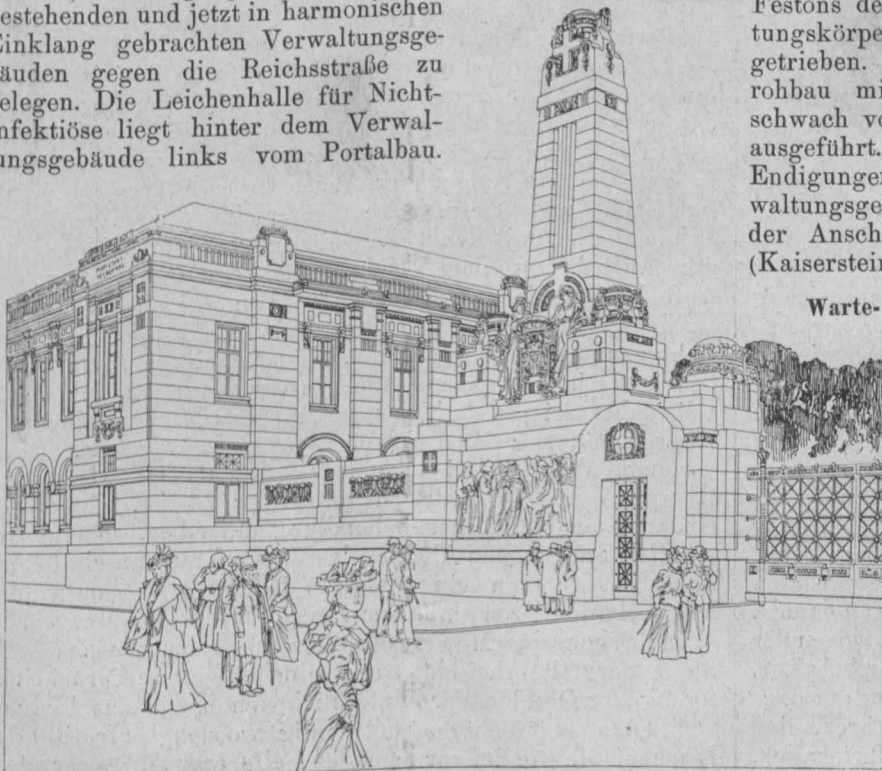 estehenden und jetzt in harmonischen
Einklang gebrachten Verwaltungsge-
äuden gegen die Reichsstraße zu
elegen. Die Leichenhalle für Nicht-
nfektiöse liegt hinter dem Verwal-
ungsgebäude links vom Portalbau.
Festons de
tungskörpe
getrieben.
rohbau mi
schwach vo
ausgeführt.
Endigungen
waltungsge
der Ansch
(Kaiserstein
Warte-